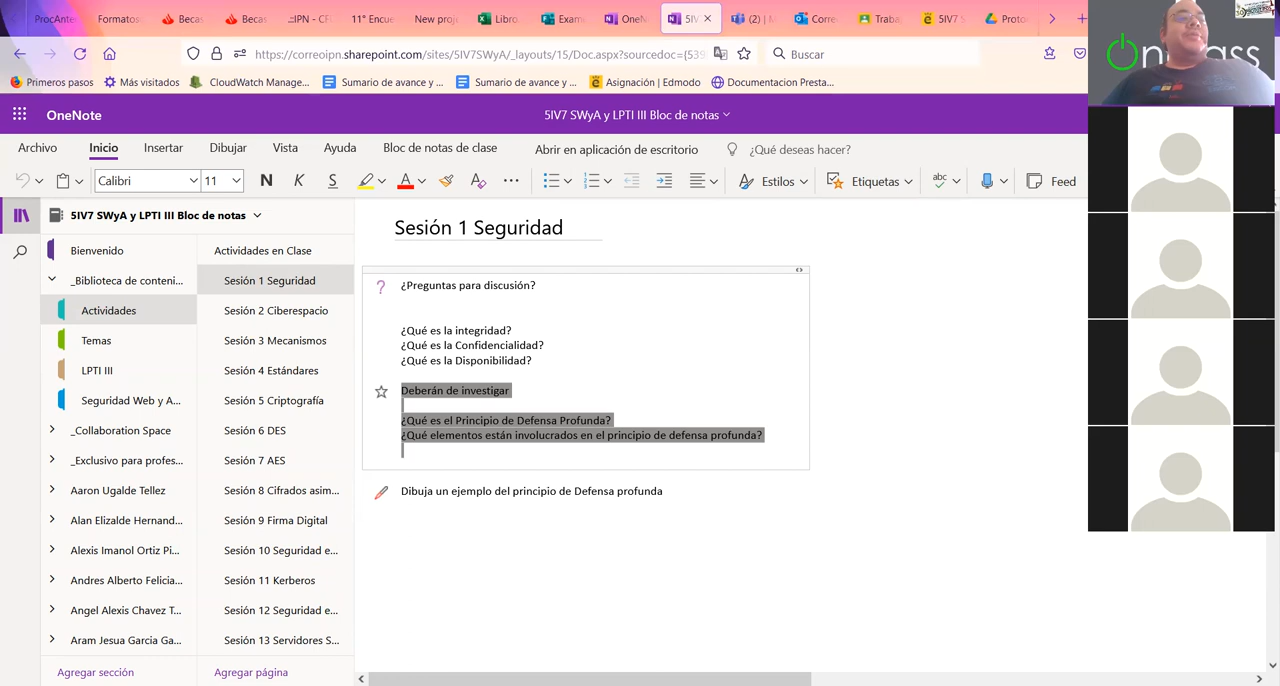 ProcAnte
Formatos
Becas
Becas
::IPN - CF
11° Encue
New proj
Libro
Exame
OneN
5IV
(2) |
Corre
Traba
5IV7 S
Proto
https://correoipn.sharepoint.com/sites/5IV7SWyA/_layouts/15/Doc.aspx?sourcedoc={539
Buscar
Primeros pasos
Más visitados
CloudWatch Manage...
Sumario de avance y ...
Sumario de avance y ...
Asignación | Edmodo
Documentacion Presta...
OneNote
5IV7 SWyA y LPTI III Bloc de notas
Archivo
Inicio
Insertar
Dibujar
Vista
Ayuda
Bloc de notas de clase
Abrir en aplicación de escritorio
¿Qué deseas hacer?
Calibri
11
N
K
S
A
Estilos
Etiquetas
abc
Feed
5IV7 SWyA y LPTI III Bloc de notas
Bienvenido
_Biblioteca de conteni...
Actividades
Temas
LPTI III
Seguridad Web y A...
_Collaboration Space
_Exclusivo para profes...
Aaron Ugalde Tellez
Alan Elizalde Hernand...
Alexis Imanol Ortiz Pi...
Andres Alberto Felicia...
Angel Alexis Chavez T...
Aram Jesua Garcia Ga...
Agregar sección
Actividades en Clase
Sesión 1 Seguridad
Sesión 2 Ciberespacio
Sesión 3 Mecanismos
Sesión 4 Estándares
Sesión 5 Criptografía
Sesión 6 DES
Sesión 7 AES
Sesión 8 Cifrados asim...
Sesión 9 Firma Digital
Sesión 10 Seguridad e...
Sesión 11 Kerberos
Sesión 12 Seguridad e...
Sesión 13 Servidores S...
Agregar página
Sesión 1 Seguridad
¿Preguntas para discusión?
¿Qué es la integridad?
¿Qué es la Confidencialidad?
¿Qué es la Disponibilidad?
Deberán de investigar
¿Qué es el Principio de Defensa Profunda?
¿Qué elementos están involucrados en el principio de defensa profunda?
Dibuja un ejemplo del principio de Defensa profunda